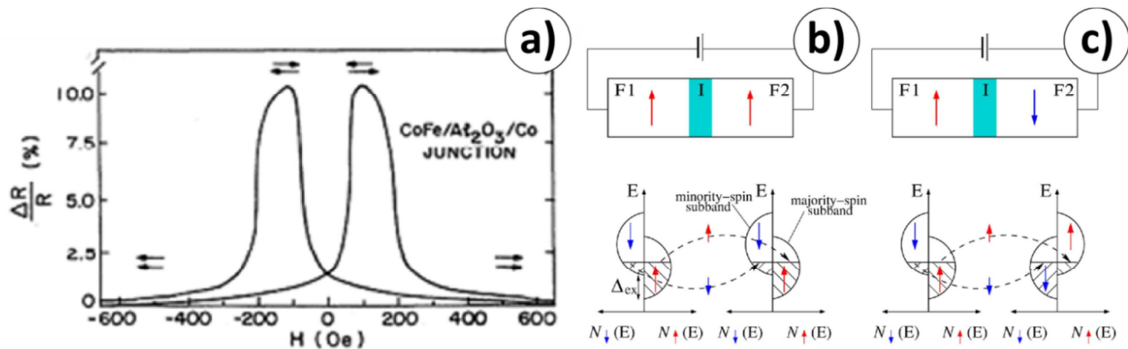 a)
10.0
7.5
5.0
2.5
0
ΔR/R (%)
CoFe/Al₂O₃/Co
JUNCTION
-600
-400
-200
0
200
400
600
H (Oe)
b)
F1
I
F2
E
E
minority-spin
subband
majority-spin
subband
Δex
N↓(E)
N↑(E)
N↓(E)
N↑(E)
c)
F1
I
F2
E
E
N↓(E)
N↑(E)
N↓(E)
N↑(E)